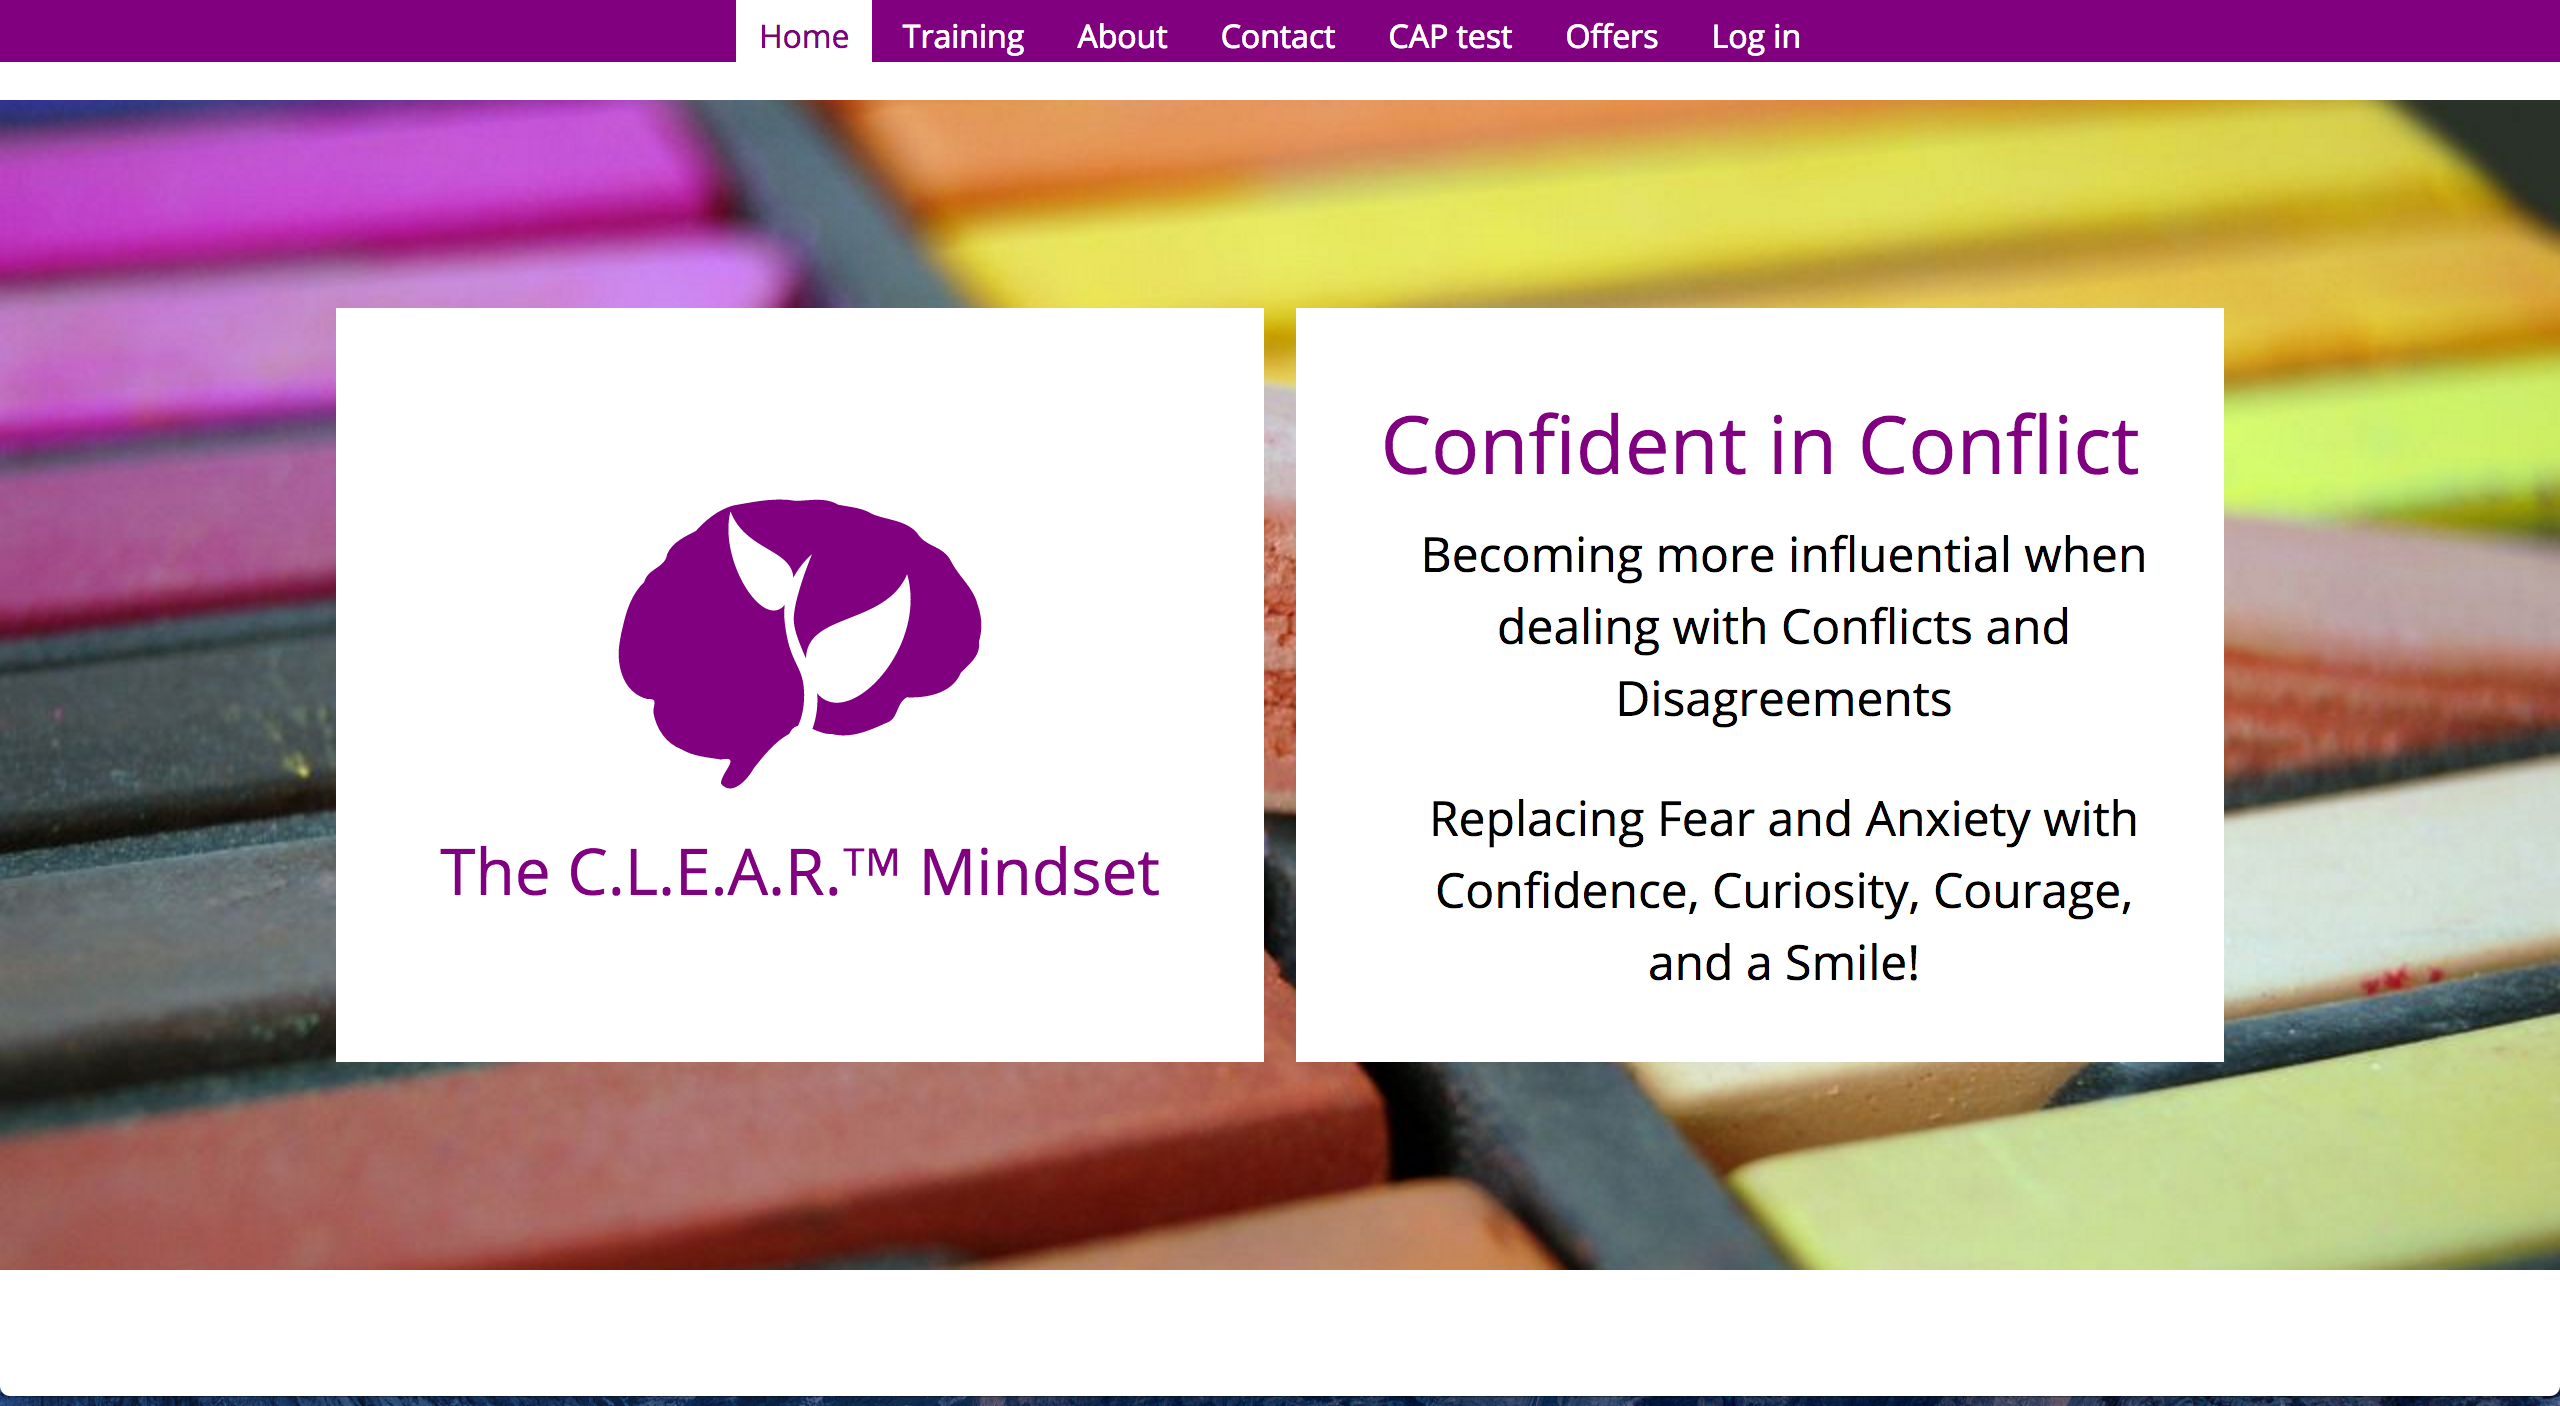 Home Training About Contact CAP test Offers Log in
The C.L.E.A.R.™ Mindset
Confident in Conflict
Becoming more influential when
dealing with Conflicts and
Disagreements
Replacing Fear and Anxiety with
Confidence, Curiosity, Courage,
and a Smile!